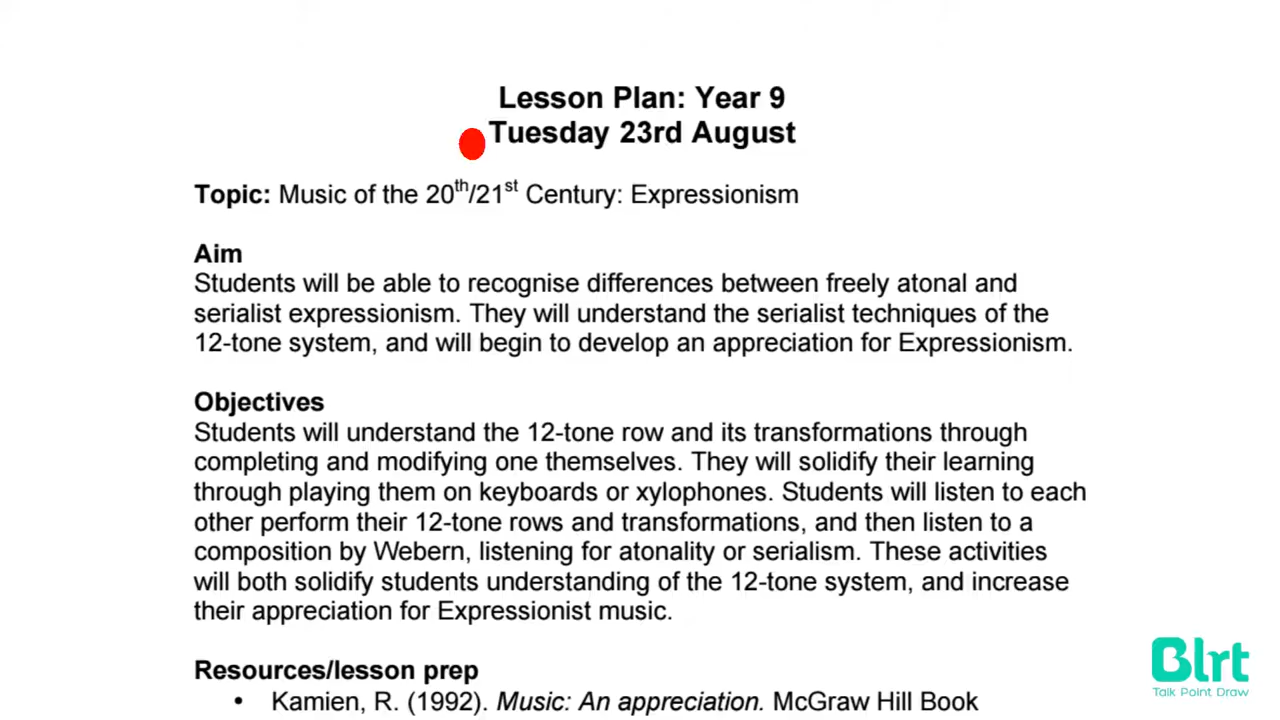 Lesson Plan: Year 9
Tuesday 23rd August
Topic: Music of the 20th/21st Century: Expressionism
Aim
Students will be able to recognise differences between freely atonal and
serialist expressionism. They will understand the serialist techniques of the
12-tone system, and will begin to develop an appreciation for Expressionism.
Objectives
Students will understand the 12-tone row and its transformations through
completing and modifying one themselves. They will solidify their learning
through playing them on keyboards or xylophones. Students will listen to each
other perform their 12-tone rows and transformations, and then listen to a
composition by Webern, listening for atonality or serialism. These activities
will both solidify students understanding of the 12-tone system, and increase
their appreciation for Expressionist music.
Resources/lesson prep
• Kamien, R. (1992). Music: An appreciation. McGraw Hill Book
Blrt
Talk Point Draw